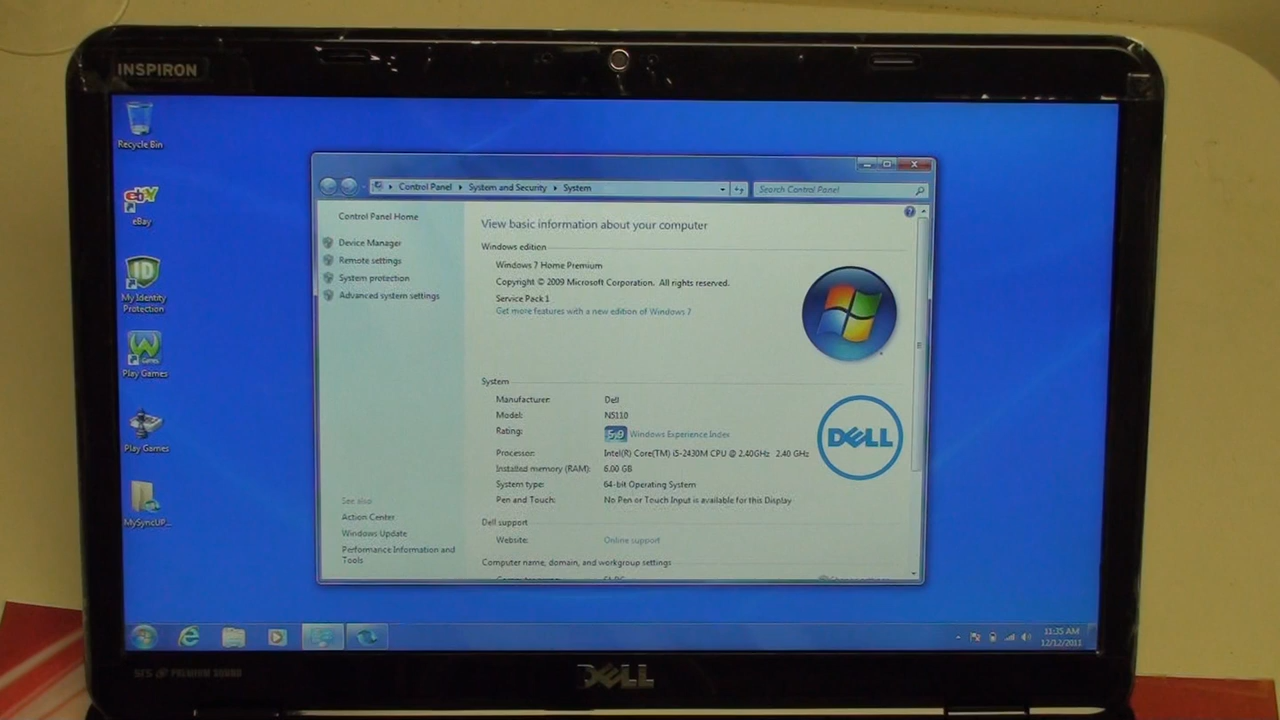 INSPIRON
Recycle Bin
eBay
My Identity
Protection
Play Games
Play Games
MySyncUP...
Control Panel System and Security System
Search Control Panel
Control Panel Home
Device Manager
Remote settings
System protection
Advanced system settings
See also
Action Center
Windows Update
Performance Information and
Tools
View basic information about your computer
Windows edition
Windows 7 Home Premium
Copyright © 2009 Microsoft Corporation. All rights reserved.
Service Pack 1
Get more features with a new edition of Windows 7
System
Manufacturer: Dell
Model: N5110
Rating: 5.9 Windows Experience Index
Processor: Intel(R) Core(TM) i5-2430M CPU @ 2.40GHz 2.40 GHz
Installed memory (RAM): 6.00 GB
System type: 64-bit Operating System
Pen and Touch: No Pen or Touch Input is available for this Display
DELL
Dell support
Website: Online support
Computer name, domain, and workgroup settings
11:35 AM
12/12/2011
SRS PREMIUM SOUND
DELL